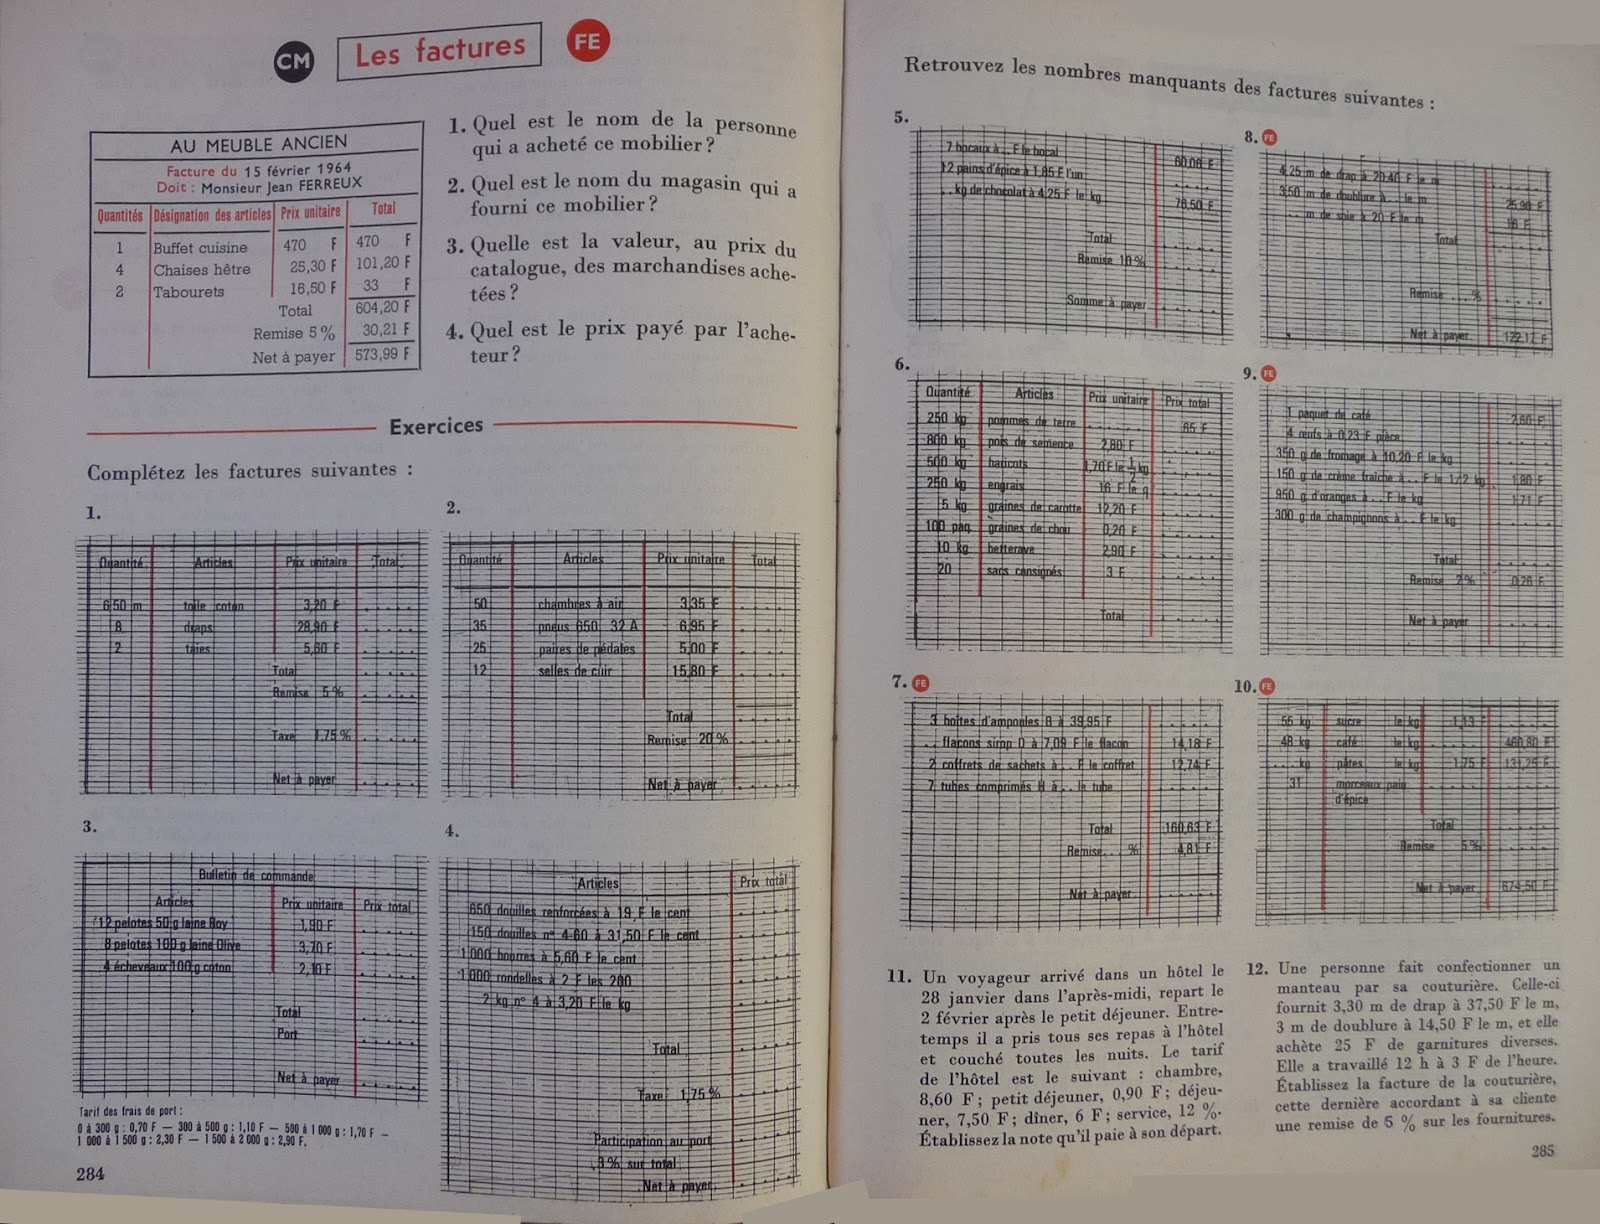 CM
Les factures
FE
AU MEUBLE ANCIEN
Facture du 15 février 1964
Doit : Monsieur Jean FERREUX
Quantités Désignation des articles Prix unitaire Total
1 Buffet cuisine 470 F 470 F
4 Chaises hêtre 25,30 F 101,20 F
2 Tabourets 16,50 F 33 F
Total 604,20 F
Remise 5 % 30,21 F
Net à payer 573,99 F
1. Quel est le nom de la personne
qui a acheté ce mobilier ?
2. Quel est le nom du magasin qui a
fourni ce mobilier ?
3. Quelle est la valeur, au prix du
catalogue, des marchandises ache-
tées ?
4. Quel est le prix payé par l'ache-
teur ?
Exercices
Complétez les factures suivantes :
1.
Quantité Articles Prix unitaire Total
6,50 m toile coton 3,20 F .....
8 draps 28,90 F .....
2 taies 5,60 F .....
Total .....
Remise 5 % .....
Taxe 1,75 % .....
Net à payer .....
2.
Quantité Articles Prix unitaire Total
50 chambres à air 3,35 F .....
35 pneus 650 32 A 6,95 F .....
25 paires de pédales 5,00 F .....
12 selles de cuir 15,80 F .....
Total .....
Remise 20 % .....
Net à payer .....
3.
Bulletin de commande
Articles Prix unitaire Prix total
12 pelotes 50 g laine Roy 1,90 F .....
8 pelotes 100 g laine Olive 3,70 F .....
4 écheveaux 100 g coton 2,10 F .....
Total .....
Port .....
Net à payer .....
Tarif des frais de port :
0 à 300 g : 0,70 F — 300 à 500 g : 1,10 F — 500 à 1 000 g : 1,70 F —
1 000 à 1 500 g : 2,30 F — 1 500 à 2 000 g : 2,90 F.
4.
Articles Prix total
650 douilles renforcées à 19 F le cent .....
150 douilles nº 4-60 à 31,50 F le cent .....
1 000 bourres à 5,60 F le cent .....
1 000 rondelles à 2 F les 200 .....
2 kg nº 4 à 3,20 F le kg .....
Total .....
Taxe 1,75 % .....
Participation au port
3 % sur total .....
Net à payer .....
284
Retrouvez les nombres manquants des factures suivantes :
5.
7 bocaux à .. F le bocal 60,06 F
12 pains d'épice à 1,85 F l'un .....
.. kg de chocolat à 4,25 F le kg 76,50 F
Total .....
Remise 10 % .....
Somme à payer .....
6.
Quantité Articles Prix unitaire Prix total
250 kg pommes de terre ..... 65 F
800 kg pois de semence 2,80 F .....
500 kg haricots 1,70 F le 1/2 kg .....
250 kg engrais 16 F le q .....
5 kg graines de carotte 12,20 F .....
100 paq. graines de chou 0,20 F .....
10 kg betterave 2,90 F .....
20 sacs consignés 3 F .....
Total .....
7. FE
3 boîtes d'ampoules B à 39,95 F .....
.. flacons sirop D à 7,09 F le flacon 14,18 F
2 coffrets de sachets à .. F le coffret 12,74 F
7 tubes comprimés H à .. le tube .....
Total 160,63 F
Remise .. % 4,81 F
Net à payer .....
8. FE
4,25 m de drap à 20,40 F le m .....
3,50 m de doublure à .. le m 25,90 F
.. m de soie à 20 F le m 16 F
Total .....
Remise ... % .....
Net à payer 122,17 F
9. FE
1 paquet de café 2,60 F
4 œufs à 0,23 F pièce .....
350 g de fromage à 10,20 F le kg .....
150 g de crème fraîche à .. F le 1/2 kg 1,80 F
950 g d'oranges à .. F le kg 1,71 F
300 g de champignons à .. F le kg .....
Total .....
Remise 2 % 0,26 F
Net à payer .....
10. FE
55 kg sucre le kg 1,13 F .....
48 kg café le kg ..... 460,80 F
.... kg pâtes le kg 1,75 F 131,25 F
31 morceaux pain
d'épice
Total .....
Remise 5 % .....
Net à payer 674,50 F
11. Un voyageur arrivé dans un hôtel le
28 janvier dans l'après-midi, repart le
2 février après le petit déjeuner. Entre-
temps il a pris tous ses repas à l'hôtel
et couché toutes les nuits. Le tarif
de l'hôtel est le suivant : chambre,
8,60 F ; petit déjeuner, 0,90 F ; déjeu-
ner, 7,50 F ; dîner, 6 F ; service, 12 %.
Établissez la note qu'il paie à son départ.
12. Une personne fait confectionner un
manteau par sa couturière. Celle-ci
fournit 3,30 m de drap à 37,50 F le m,
3 m de doublure à 14,50 F le m, et elle
achète 25 F de garnitures diverses.
Elle a travaillé 12 h à 3 F de l'heure.
Établissez la facture de la couturière,
cette dernière accordant à sa cliente
une remise de 5 % sur les fournitures.
285